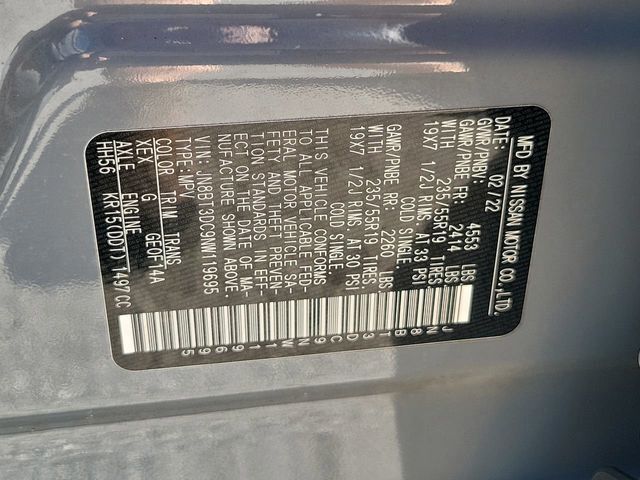 MFD BY NISSAN MOTOR CO.,LTD.
DATE: 02/22
GVWR/PNBV: 4553 LBS
GAWR/PNBE FR: 2414 LBS
WITH 235/55R19 TIRES
19X7 1/2J RIMS AT 33 PSI
COLD SINGLE.
GAWR/PNBE RR: 2260 LBS
WITH 235/55R19 TIRES
19X7 1/2J RIMS AT 30 PSI
COLD SINGLE
THIS VEHICLE CONFORMS
TO ALL APPLICABLE FED-
ERAL MOTOR VEHICLE SA-
FETY AND THEFT PREVEN-
TION STANDARDS IN EFF-
ECT ON THE DATE OF MA-
NUFACTURE SHOWN ABOVE.
VIN: JN8BT3DC9NW119695
TYPE:MPV
COLOR TRIM TRANS
XEX G GE0F14A
AXLE ENGINE
HH56 KR15(DDT) 1497CC
JN8BT3DC9NW119695